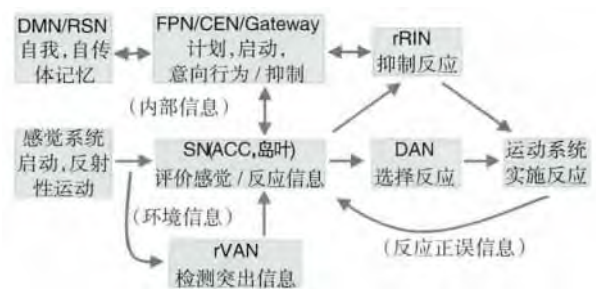 DMN/RSN
自我,自传
体记忆
FPN/CEN/Gateway
计划,启动,
意向行为/抑制
rRIN
抑制反应
(内部信息)
感觉系统
启动,反射
性运动
SN(ACC,岛叶)
评价感觉/反应信息
DAN
选择反应
运动系统
实施反应
(环境信息)
(反应正误信息)
rVAN
检测突出信息